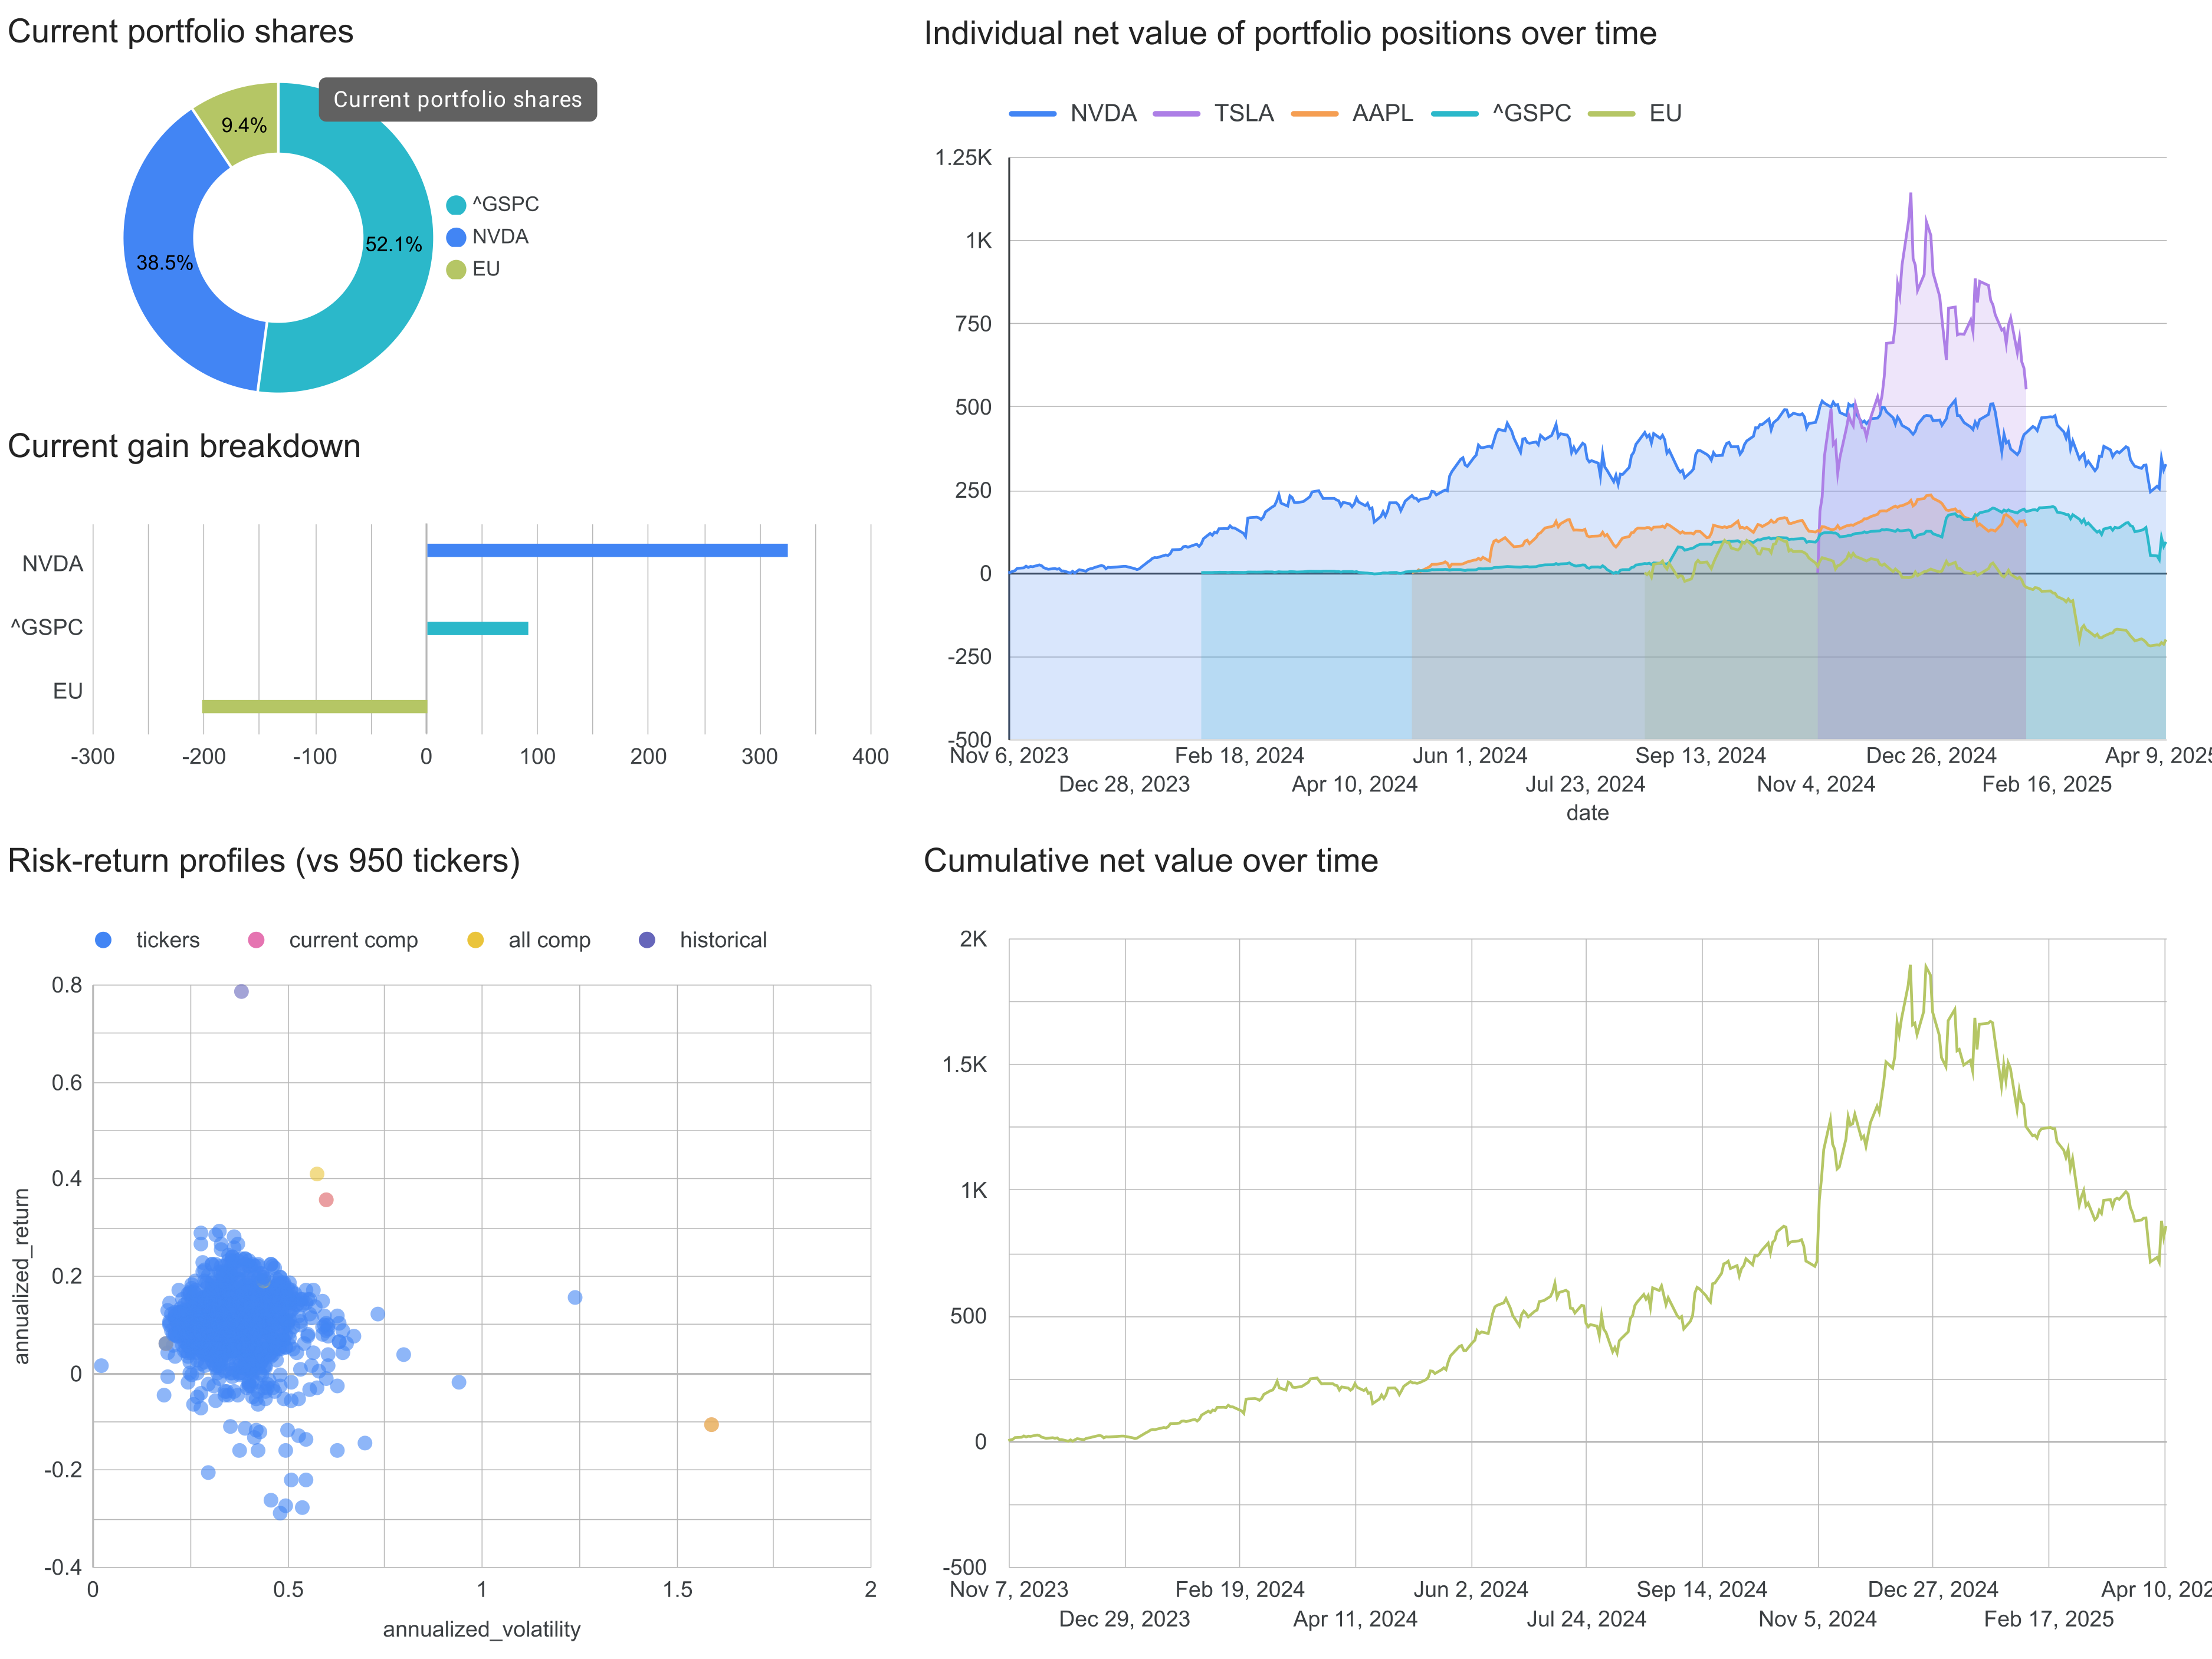 Current portfolio shares
Current portfolio shares
9.4%
52.1%
38.5%
^GSPC
NVDA
EU
Current gain breakdown
NVDA
^GSPC
EU
-300 -200 -100 0 100 200 300 400
Individual net value of portfolio positions over time
NVDA TSLA AAPL ^GSPC EU
1.25K
1K
750
500
250
0
-250
-500
Nov 6, 2023 Feb 18, 2024 Jun 1, 2024 Sep 13, 2024 Dec 26, 2024 Apr 9, 2025
Dec 28, 2023 Apr 10, 2024 Jul 23, 2024 Nov 4, 2024 Feb 16, 2025
date
Risk-return profiles (vs 950 tickers)
tickers current comp all comp historical
annualized_return
0.8
0.6
0.4
0.2
0
-0.2
-0.4
0 0.5 1 1.5 2
annualized_volatility
Cumulative net value over time
2K
1.5K
1K
500
0
-500
Nov 7, 2023 Feb 19, 2024 Jun 2, 2024 Sep 14, 2024 Dec 27, 2024 Apr 10, 202
Dec 29, 2023 Apr 11, 2024 Jul 24, 2024 Nov 5, 2024 Feb 17, 2025